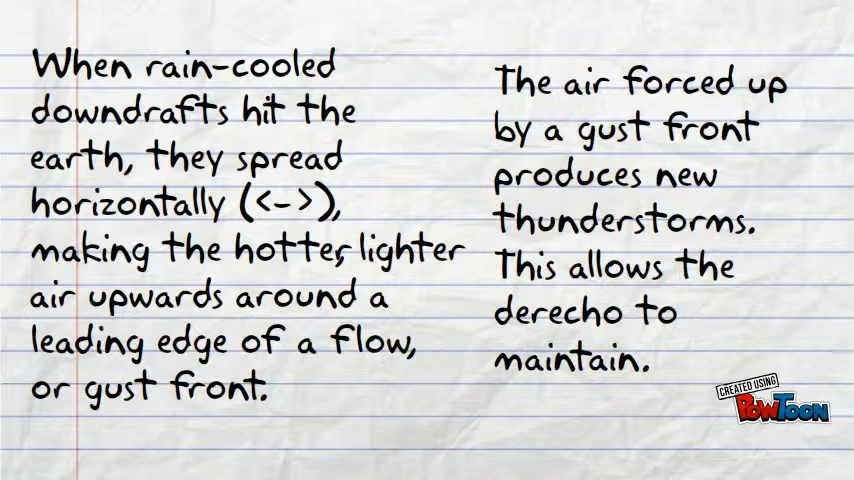 When rain-cooled
downdrafts hit the
earth, they spread
horizontally (<->),
making the hotter, lighter
air upwards around a
leading edge of a flow,
or gust front.
The air forced up
by a gust front
produces new
thunderstorms.
This allows the
derecho to
maintain.
CREATED USING
POWTOON